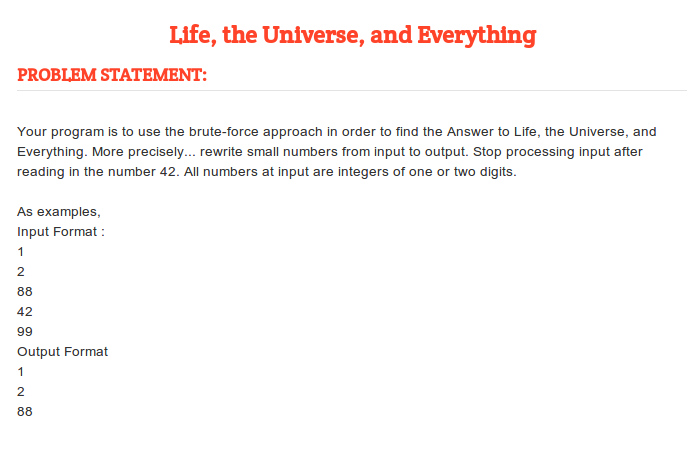 Life, the Universe, and Everything
PROBLEM STATEMENT:
Your program is to use the brute-force approach in order to find the Answer to Life, the Universe, and
Everything. More precisely... rewrite small numbers from input to output. Stop processing input after
reading in the number 42. All numbers at input are integers of one or two digits.
As examples,
Input Format :
1
2
88
42
99
Output Format
1
2
88